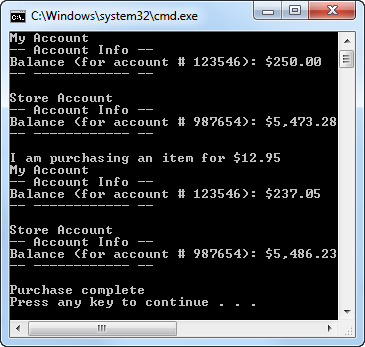 C:\Windows\system32\cmd.exe
My Account
-- Account Info --
Balance (for account # 123546): $250.00
-- ------------ --
Store Account
-- Account Info --
Balance (for account # 987654): $5,473.28
-- ------------ --
I am purchasing an item for $12.95
My Account
-- Account Info --
Balance (for account # 123546): $237.05
-- ------------ --
Store Account
-- Account Info --
Balance (for account # 987654): $5,486.23
-- ------------ --
Purchase complete
Press any key to continue . . .